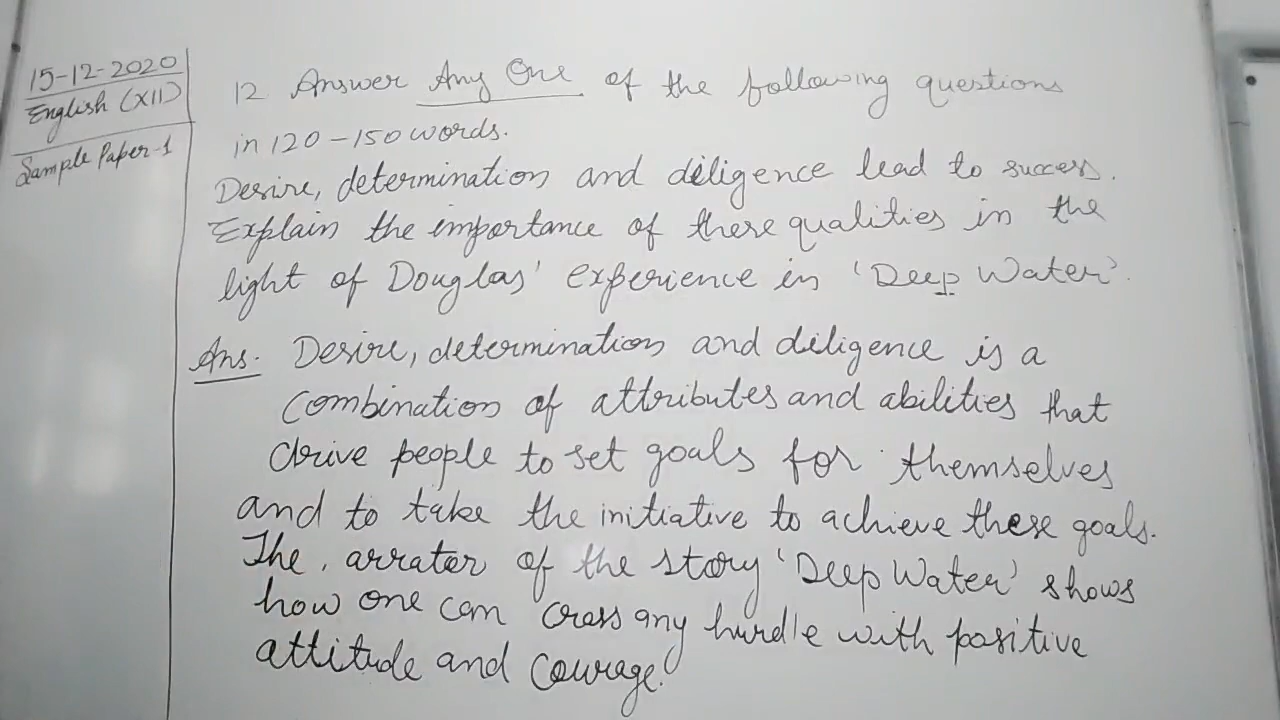 15-12-2020
English (XII)
Sample Paper-1
12 Answer Any One of the following questions
in 120-150 words.
Desire, determination and diligence lead to success.
Explain the importance of these qualities in the
light of Douglas' experience in 'Deep Water'.
Ans. Desire, determination and diligence is a
combination of attributes and abilities that
drive people to set goals for themselves
and to take the initiative to achieve these goals.
The . arrater of the story 'Deep Water' shows
how one can cross any hurdle with positive
attitude and courage.